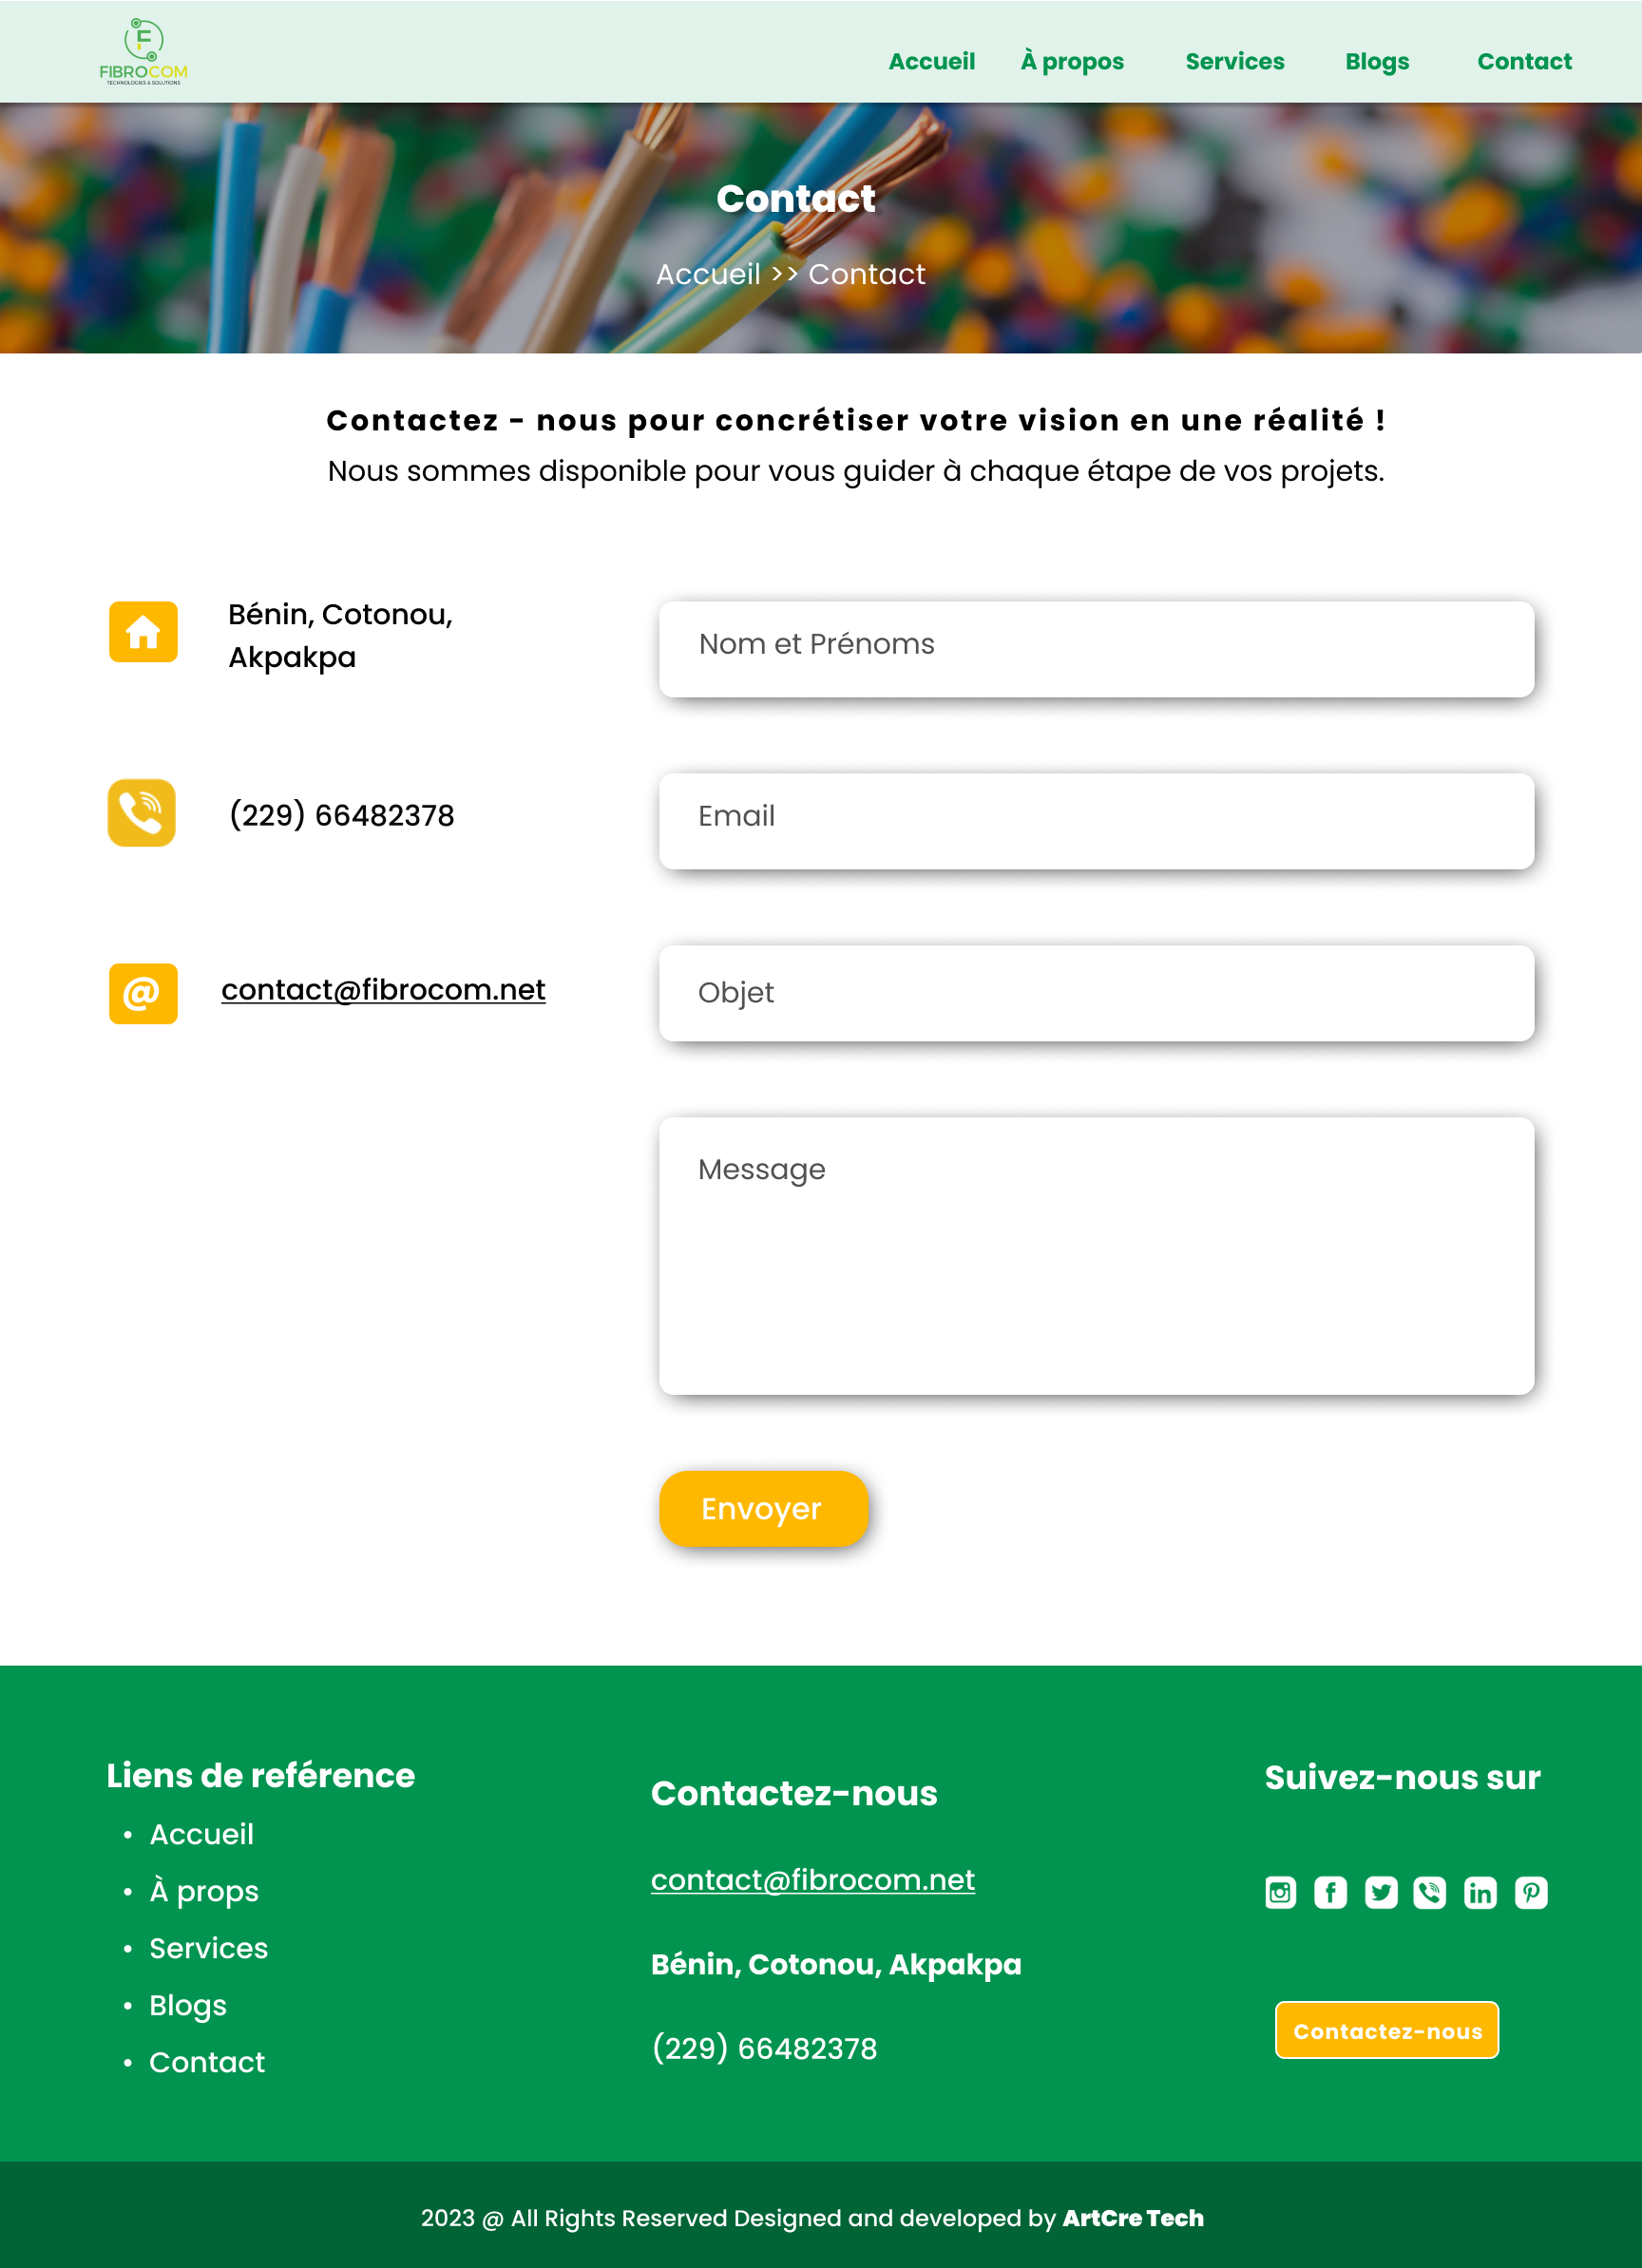 F
FIBROCOM
TECHNOLOGIES & SOLUTIONS
Accueil À propos Services Blogs Contact
Contact
Accueil >> Contact
Contactez - nous pour concrétiser votre vision en une réalité !
Nous sommes disponible pour vous guider à chaque étape de vos projets.
Bénin, Cotonou,
Akpakpa
(229) 66482378
@ contact@fibrocom.net
Nom et Prénoms
Email
Objet
Message
Envoyer
Liens de reférence
• Accueil
• À props
• Services
• Blogs
• Contact
Contactez-nous
contact@fibrocom.net
Bénin, Cotonou, Akpakpa
(229) 66482378
Suivez-nous sur
Contactez-nous
2023 @ All Rights Reserved Designed and developed by ArtCre Tech